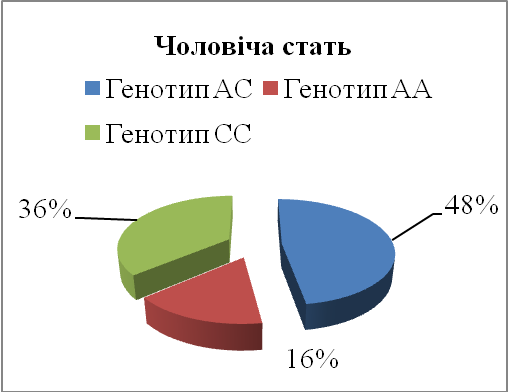 Чоловіча стать
Генотип АС Генотип АА
Генотип СС
36%
48%
16%